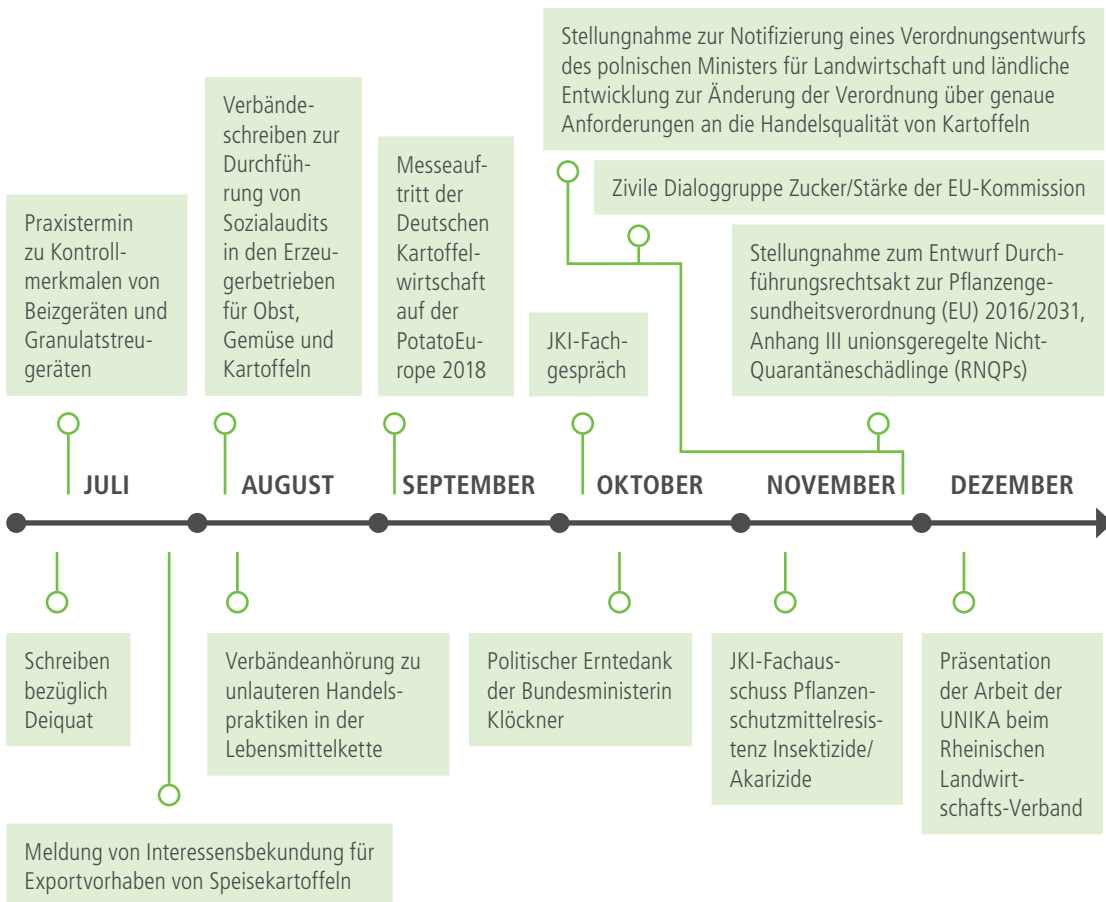 Stellungnahme zur Notifizierung eines Verordnungsentwurfs
des polnischen Ministers für Landwirtschaft und ländliche
Entwicklung zur Änderung der Verordnung über genaue
Anforderungen an die Handelsqualität von Kartoffeln
Verbände-
schreiben zur
Durchfüh-
rung von
Sozialaudits
in den Erzeu-
gerbetrieben
für Obst,
Gemüse und
Kartoffeln
Messeauf-
tritt der
Deutschen
Kartoffel-
wirtschaft
auf der
PotatoEu-
rope 2018
Zivile Dialoggruppe Zucker/Stärke der EU-Kommission
Praxistermin
zu Kontroll-
merkmalen von
Beizgeräten und
Granulatstreu-
geräten
Stellungnahme zum Entwurf Durch-
führungsrechtsakt zur Pflanzenge-
sundheitsverordnung (EU) 2016/2031,
Anhang III unionsgeregelte Nicht-
Quarantäneschädlinge (RNQPs)
JKI-Fach-
gespräch
JULI
AUGUST
SEPTEMBER
OKTOBER
NOVEMBER
DEZEMBER
Schreiben
bezüglich
Deiquat
Verbändeanhörung zu
unlauteren Handels-
praktiken in der
Lebensmittelkette
Politischer Erntedank
der Bundesministerin
Klöckner
JKI-Fachaus-
schuss Pflanzen-
schutzmittelresis-
tenz Insektizide/
Akarizide
Präsentation
der Arbeit der
UNIKA beim
Rheinischen
Landwirt-
schafts-Verband
Meldung von Interessensbekundung für
Exportvorhaben von Speisekartoffeln